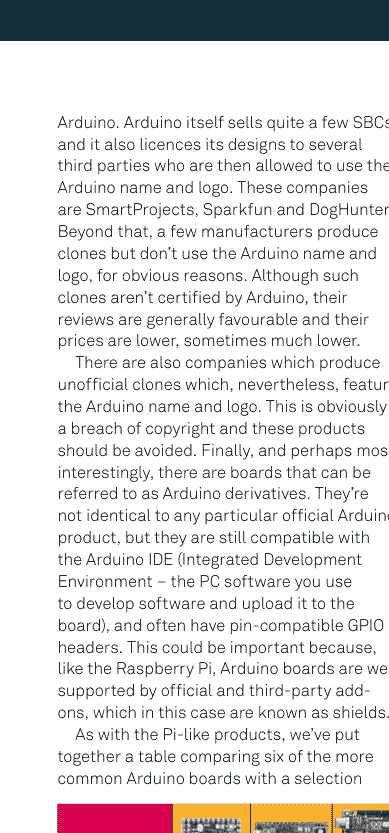 Arduino. Arduino itself sells quite a few SBCs
and it also licences its designs to several
third parties who are then allowed to use the
Arduino name and logo. These companies
are SmartProjects, Sparkfun and DogHunter
Beyond that, a few manufacturers produce
clones but don’t use the Arduino name and
logo, for obvious reasons. Although such
clones aren’t certified by Arduino, their
reviews are generally favourable and their
prices are lower, sometimes much lower.
There are also companies which produce
unofficial clones which, nevertheless, featur
the Arduino name and logo. This is obviously
a breach of copyright and these products
should be avoided. Finally, and perhaps mos
interestingly, there are boards that can be
referred to as Arduino derivatives. They’re
not identical to any particular official Arduin
product, but they are still compatible with
the Arduino IDE (Integrated Development
Environment – the PC software you use
to develop software and upload it to the
board), and often have pin-compatible GPIO
headers. This could be important because,
like the Raspberry Pi, Arduino boards are we
supported by official and third-party add-
ons, which in this case are known as shields.
As with the Pi-like products, we’ve put
together a table comparing six of the more
common Arduino boards with a selection